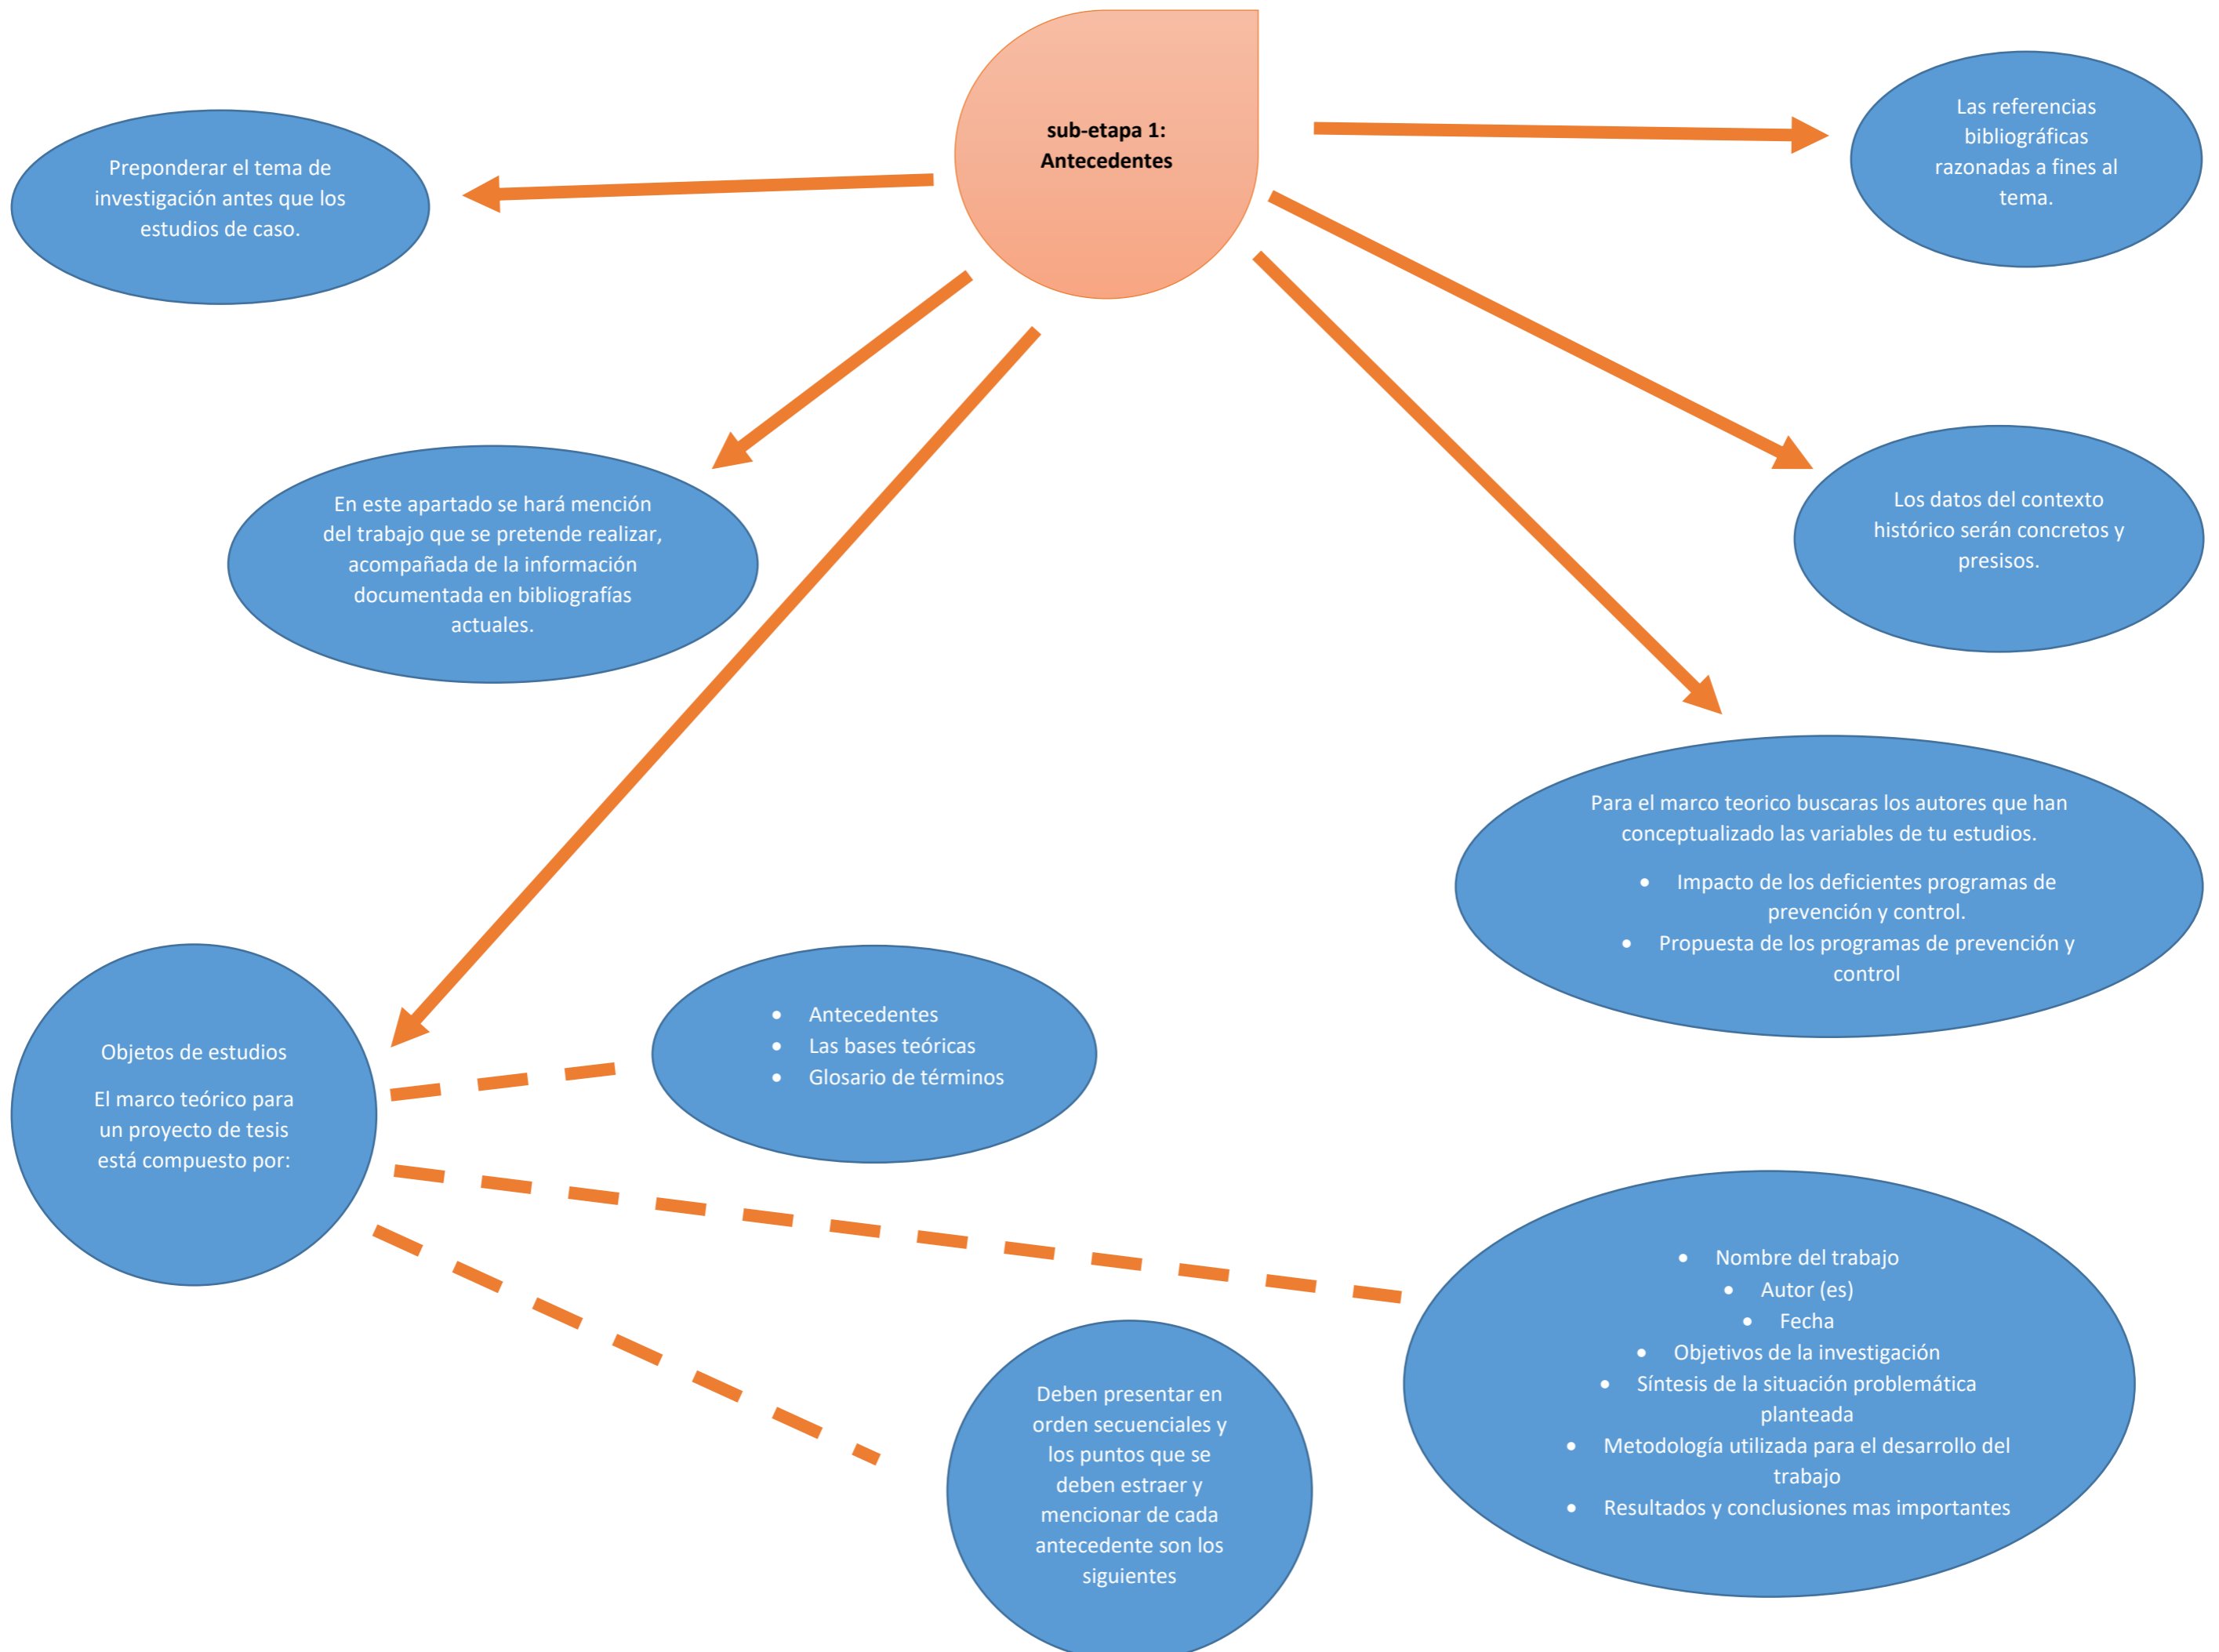 sub-etapa 1:
Antecedentes
Las referencias
bibliográficas
razonadas a fines al
tema.
Preponderar el tema de
investigación antes que los
estudios de caso.
En este apartado se hará mención
del trabajo que se pretende realizar,
acompañada de la información
documentada en bibliografías
actuales.
Los datos del contexto
histórico serán concretos y
presisos.
Para el marco teorico buscaras los autores que han
conceptualizado las variables de tu estudios.
• Impacto de los deficientes programas de
prevención y control.
• Propuesta de los programas de prevención y
control
Objetos de estudios
El marco teórico para
un proyecto de tesis
está compuesto por:
• Antecedentes
• Las bases teóricas
• Glosario de términos
• Nombre del trabajo
• Autor (es)
• Fecha
• Objetivos de la investigación
• Síntesis de la situación problemática
planteada
• Metodología utilizada para el desarrollo del
trabajo
• Resultados y conclusiones mas importantes
Deben presentar en
orden secuenciales y
los puntos que se
deben estraer y
mencionar de cada
antecedente son los
siguientes